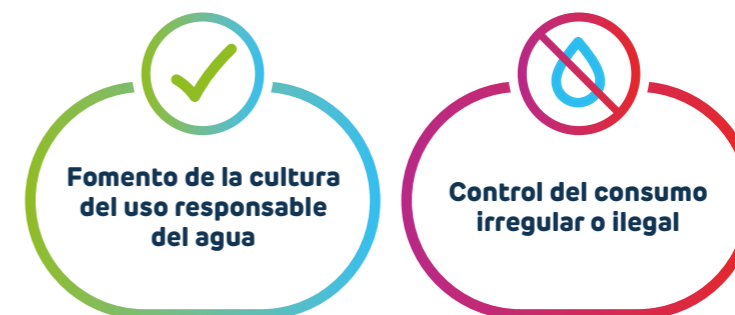 Fomento de la cultura
del uso responsable
del agua
Control del consumo
irregular o ilegal